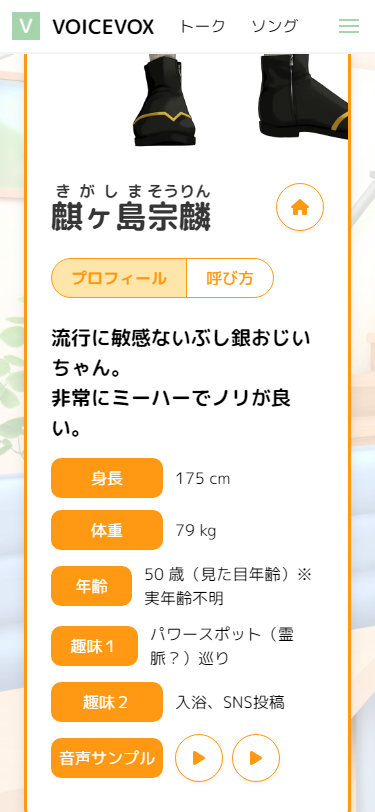 V VOICEVOX トーク ソング
きがしまそうりん
麒ヶ島宗麟
プロフィール 呼び方
流行に敏感ないぶし銀おじい
ちゃん。
非常にミーハーでノリが良
い。
身長 175 cm
体重 79 kg
年齢 50 歳（見た目年齢）※
実年齢不明
趣味１ パワースポット（霊
脈？）巡り
趣味２ 入浴、SNS投稿
音声サンプル